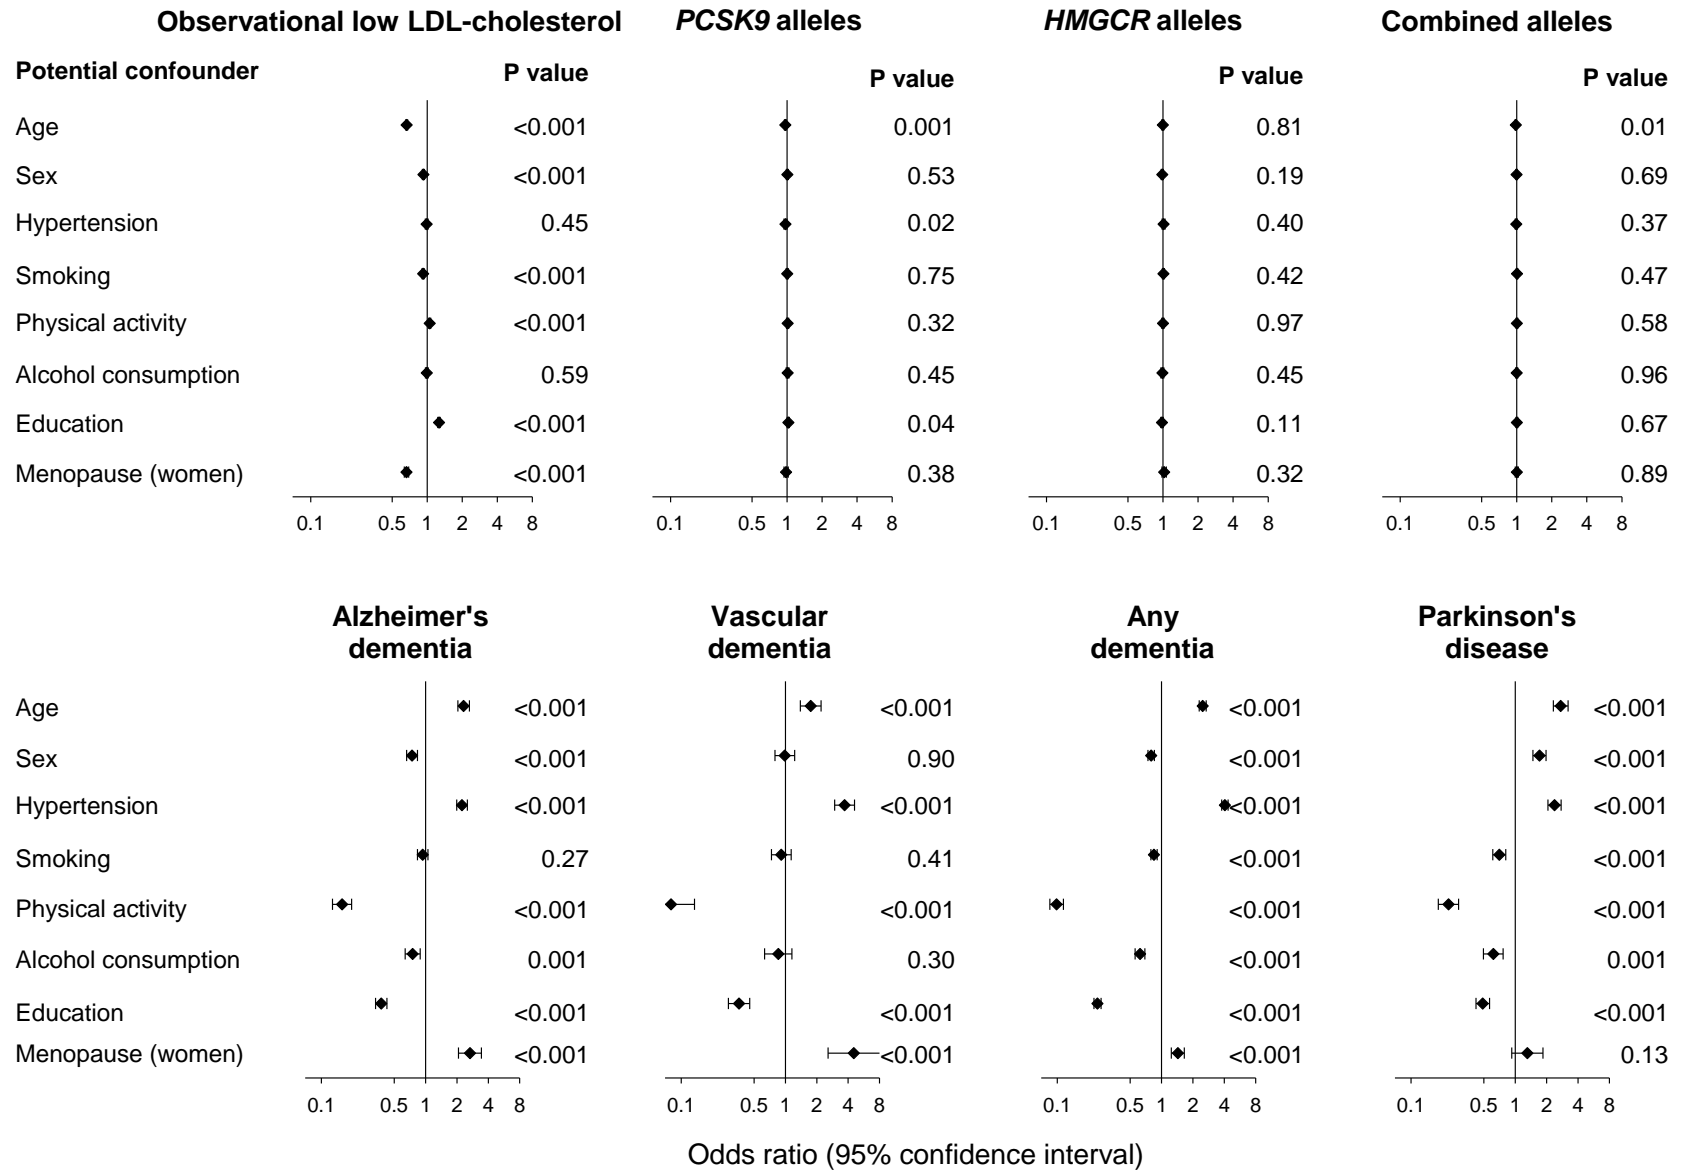 Observational low LDL-cholesterol PCSK9 alleles HMGCR alleles Combined alleles
Potential confounder P value P value P value P value
Age <0.001 0.001 0.81 0.01
Sex <0.001 0.53 0.19 0.69
Hypertension 0.45 0.02 0.40 0.37
Smoking <0.001 0.75 0.42 0.47
Physical activity <0.001 0.32 0.97 0.58
Alcohol consumption 0.59 0.45 0.45 0.96
Education <0.001 0.04 0.11 0.67
Menopause (women) <0.001 0.38 0.32 0.89
0.1 0.5 1 2 4 8 0.1 0.5 1 2 4 8 0.1 0.5 1 2 4 8 0.1 0.5 1 2 4 8
Alzheimer's Vascular Any Parkinson's
dementia dementia dementia disease
Age <0.001 <0.001 <0.001 <0.001
Sex <0.001 0.90 <0.001 <0.001
Hypertension <0.001 <0.001 <0.001 <0.001
Smoking 0.27 0.41 <0.001 <0.001
Physical activity <0.001 <0.001 <0.001 <0.001
Alcohol consumption 0.001 0.30 <0.001 0.001
Education <0.001 <0.001 <0.001 <0.001
Menopause (women) <0.001 <0.001 <0.001 0.13
0.1 0.5 1 2 4 8 0.1 0.5 1 2 4 8 0.1 0.5 1 2 4 8 0.1 0.5 1 2 4 8
Odds ratio (95% confidence interval)